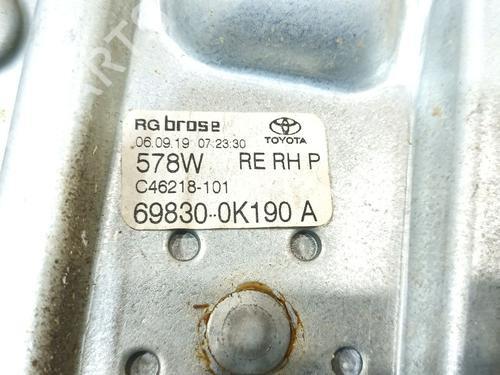 RG brose
TOYOTA
06.09.19 07:23:30
578W RE RH P
C46218-101
69830-0K190 A